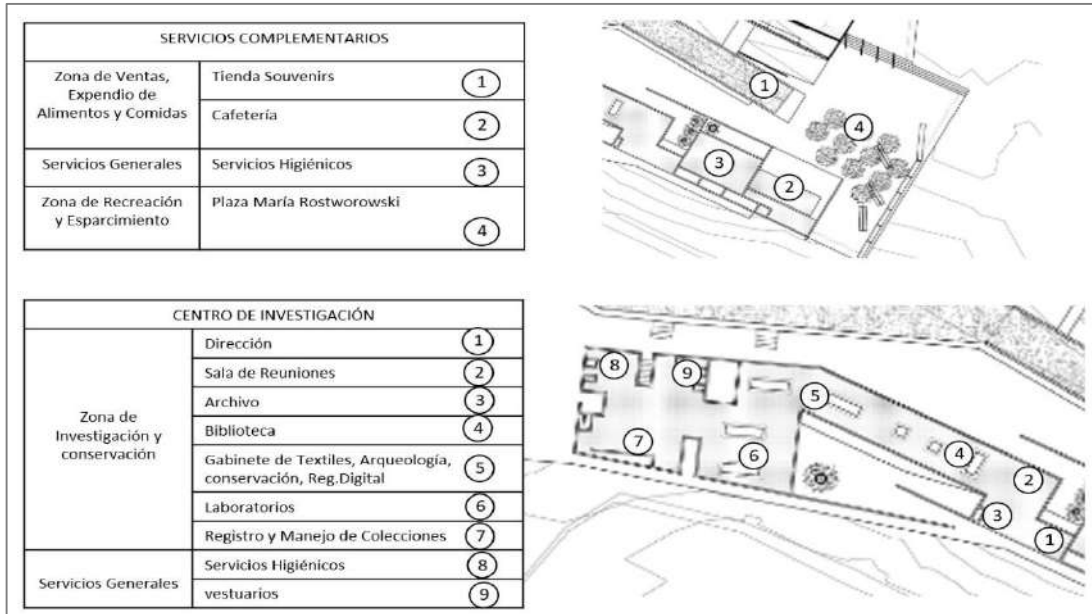 SERVICIOS COMPLEMENTARIOS
Zona de Ventas,
Expendio de
Alimentos y Comidas
Tienda Souvenirs
1
Cafetería
2
Servicios Generales
Servicios Higiénicos
3
Zona de Recreación
y Esparcimiento
Plaza María Rostworowski
4
1
4
3
2
CENTRO DE INVESTIGACIÓN
Zona de
Investigación y
conservación
Dirección
1
Sala de Reuniones
2
Archivo
3
Biblioteca
4
Gabinete de Textiles, Arqueología,
conservación, Reg.Digital
5
Laboratorios
6
Registro y Manejo de Colecciones
7
Servicios Generales
Servicios Higiénicos
8
vestuarios
9
8
9
5
7
6
4
2
3
1